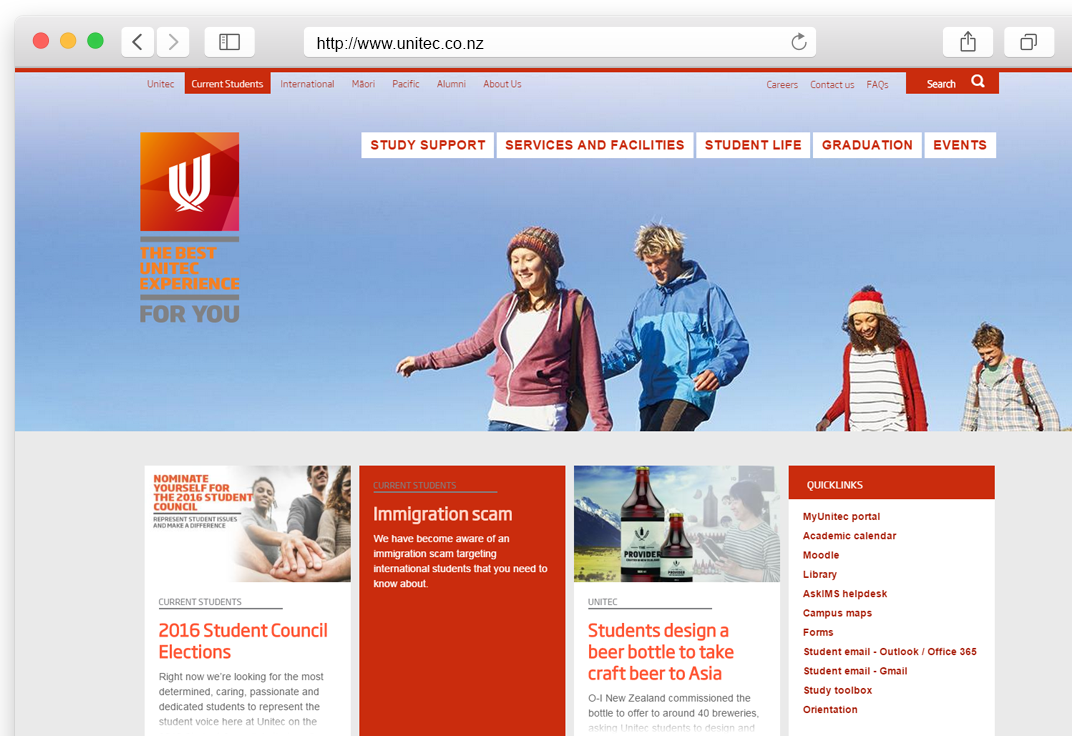 http://www.unitec.co.nz
Unitec Current Students International Māori Pacific Alumni About Us Careers Contact us FAQs Search
STUDY SUPPORT SERVICES AND FACILITIES STUDENT LIFE GRADUATION EVENTS
THE BEST
UNITEC
EXPERIENCE
FOR YOU
NOMINATE
YOURSELF FOR
THE 2016 STUDENT
COUNCIL
REPRESENT STUDENT ISSUES
AND MAKE A DIFFERENCE
CURRENT STUDENTS
2016 Student Council
Elections
Right now we're looking for the most
determined, caring, passionate and
dedicated students to represent the
student voice here at Unitec on the
CURRENT STUDENTS
Immigration scam
We have become aware of an
immigration scam targeting
international students that you need to
know about.
THE
PROVIDER
PROVIDER
UNITEC
Students design a
beer bottle to take
craft beer to Asia
O-I New Zealand commissioned the
bottle to offer to around 40 breweries,
asking Unitec students to design and
QUICKLINKS
MyUnitec portal
Academic calendar
Moodle
Library
AskIMS helpdesk
Campus maps
Forms
Student email - Outlook / Office 365
Student email - Gmail
Study toolbox
Orientation